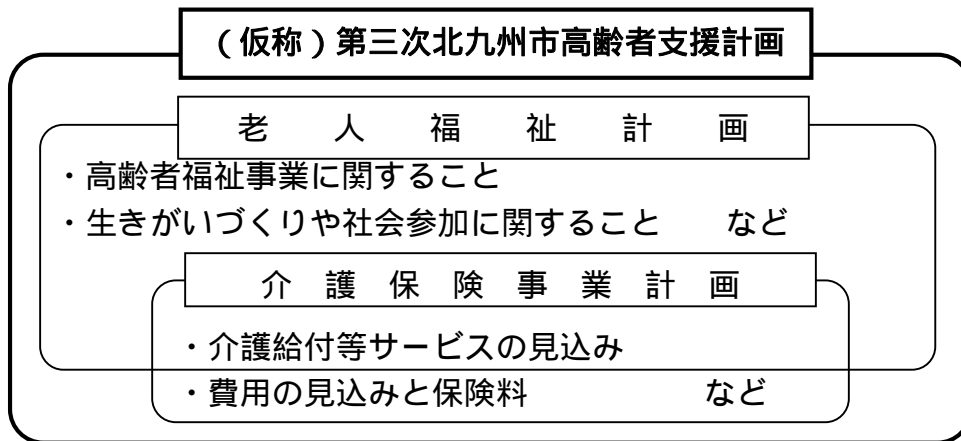 （仮称）第三次北九州市高齢者支援計画
老人福祉計画
・高齢者福祉事業に関すること
・生きがいづくりや社会参加に関すること　　など
介護保険事業計画
・介護給付等サービスの見込み
・費用の見込みと保険料　　　　　　など